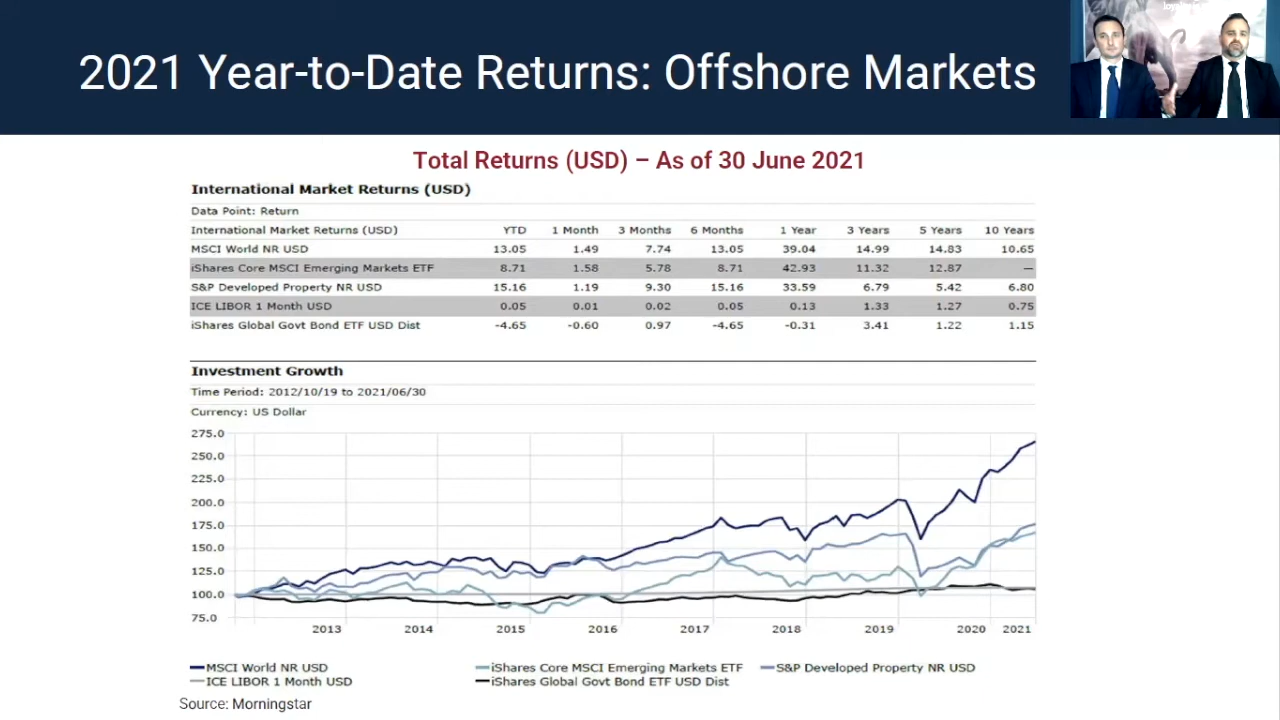 2021 Year-to-Date Returns: Offshore Markets
Total Returns (USD) – As of 30 June 2021
International Market Returns (USD)
Data Point: Return
International Market Returns (USD) YTD 1 Month 3 Months 6 Months 1 Year 3 Years 5 Years 10 Years
MSCI World NR USD 13.05 1.49 7.74 13.05 39.04 14.99 14.83 10.65
iShares Core MSCI Emerging Markets ETF 8.71 1.58 5.78 8.71 42.93 11.32 12.87 —
S&P Developed Property NR USD 15.16 1.19 9.30 15.16 33.59 6.79 5.42 6.80
ICE LIBOR 1 Month USD 0.05 0.01 0.02 0.05 0.13 1.33 1.27 0.75
iShares Global Govt Bond ETF USD Dist -4.65 -0.60 0.97 -4.65 -0.31 3.41 1.22 1.15
Investment Growth
Time Period: 2012/10/19 to 2021/06/30
Currency: US Dollar
275.0
250.0
225.0
200.0
175.0
150.0
125.0
100.0
75.0
2013 2014 2015 2016 2017 2018 2019 2020 2021
MSCI World NR USD iShares Core MSCI Emerging Markets ETF S&P Developed Property NR USD
ICE LIBOR 1 Month USD iShares Global Govt Bond ETF USD Dist
Source: Morningstar